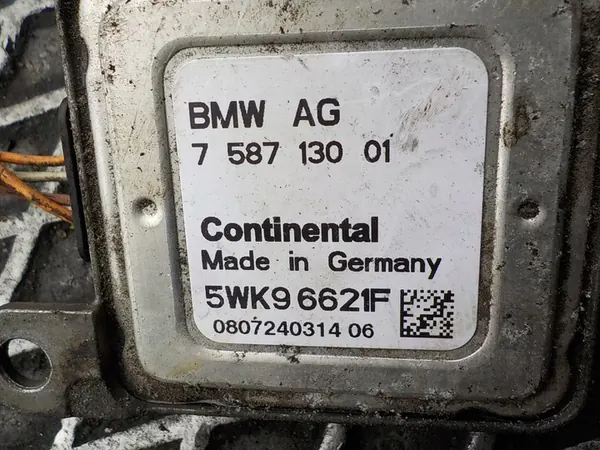 BMW AG
7 587 130 01
Continental
Made in Germany
5WK9 6621F
0807240314 06